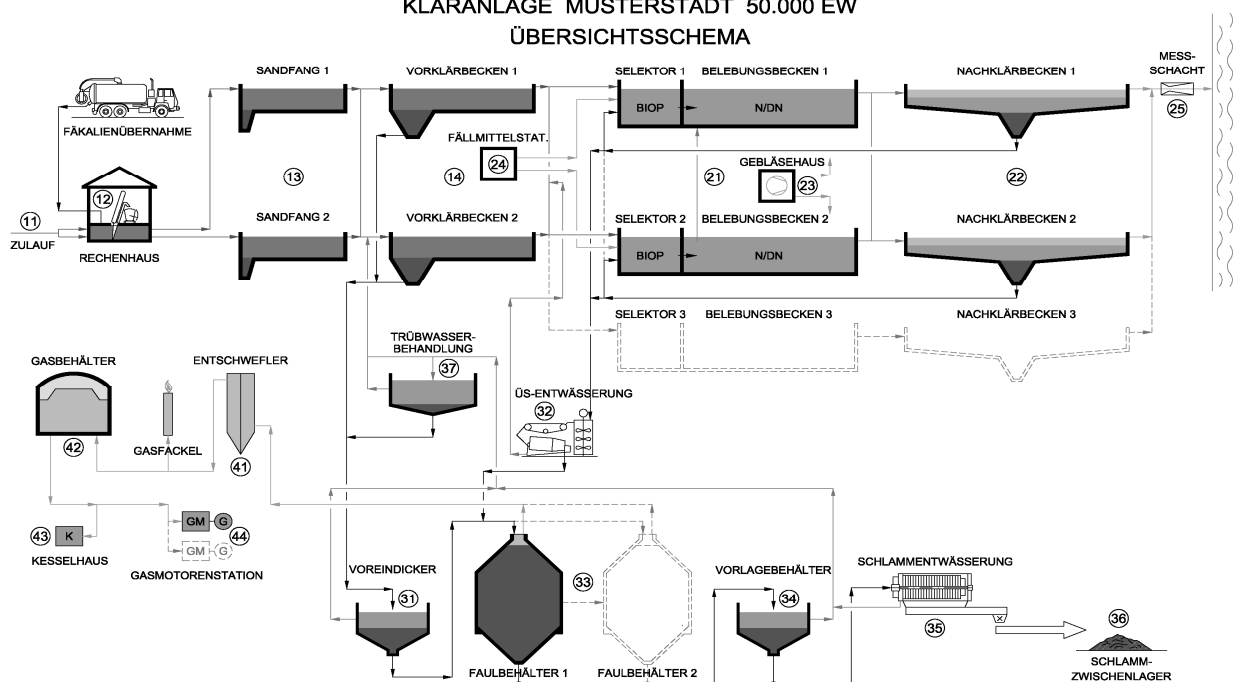 KLÄRANLAGE MUSTERSTADT 50.000 EW
ÜBERSICHTSSCHEMA
MESS-
SCHACHT
25
SANDFANG 1
VORKLÄRBECKEN 1
SELEKTOR 1
BELEBUNGSBECKEN 1
NACHKLÄRBECKEN 1
BIOP
N/DN
FÄKALIENÜBERNAHME
FÄLLMITTELSTAT.
24
GEBLÄSEHAUS
23
13
14
21
22
12
11
ZULAUF
RECHENHAUS
SANDFANG 2
VORKLÄRBECKEN 2
SELEKTOR 2
BELEBUNGSBECKEN 2
NACHKLÄRBECKEN 2
BIOP
N/DN
SELEKTOR 3
BELEBUNGSBECKEN 3
NACHKLÄRBECKEN 3
TRÜBWASSER-
BEHANDLUNG
37
GASBEHÄLTER
ENTSCHWEFLER
42
GASFACKEL
41
ÜS-ENTWÄSSERUNG
32
43
K
KESSELHAUS
GM
G
44
GM
G
GASMOTORENSTATION
VOREINDICKER
31
33
FAULBEHÄLTER 1
FAULBEHÄLTER 2
VORLAGEBEHÄLTER
34
SCHLAMMENTWÄSSERUNG
35
36
SCHLAMM-
ZWISCHENLAGER